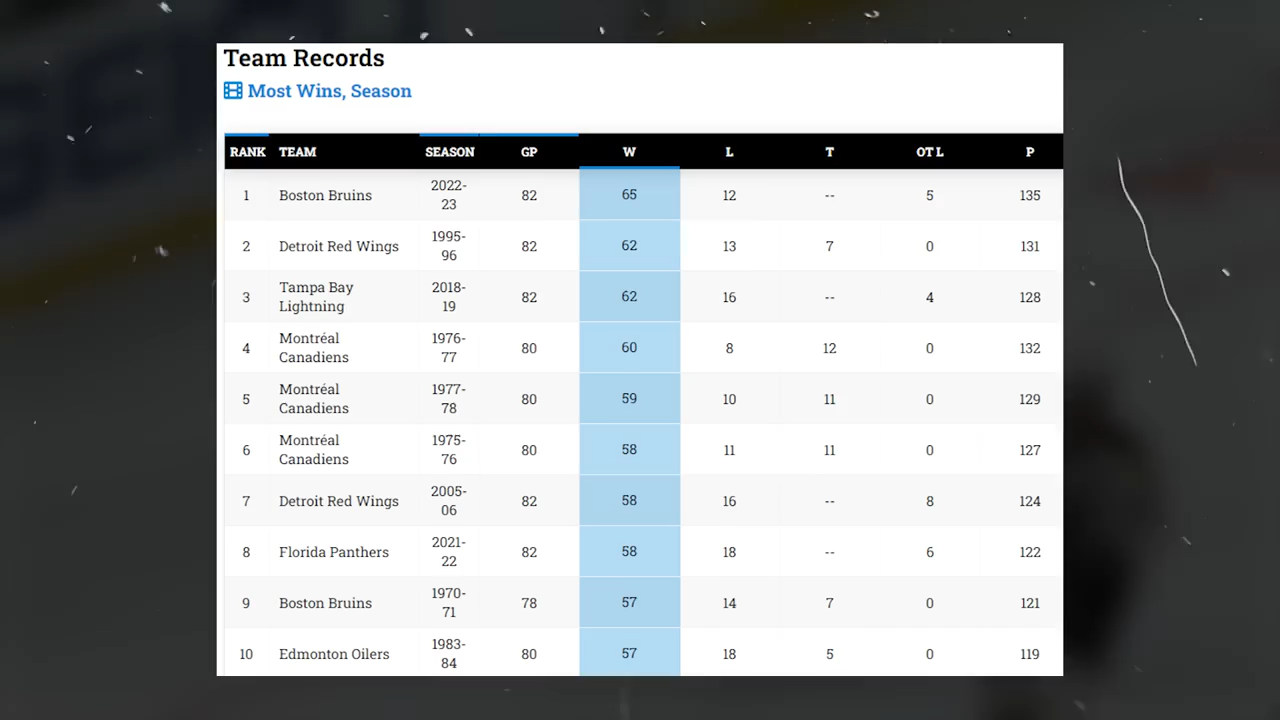 Team Records
Most Wins, Season
RANK TEAM SEASON GP W L T OT L P
1 Boston Bruins 2022-23 82 65 12 -- 5 135
2 Detroit Red Wings 1995-96 82 62 13 7 0 131
3 Tampa Bay Lightning 2018-19 82 62 16 -- 4 128
4 Montréal Canadiens 1976-77 80 60 8 12 0 132
5 Montréal Canadiens 1977-78 80 59 10 11 0 129
6 Montréal Canadiens 1975-76 80 58 11 11 0 127
7 Detroit Red Wings 2005-06 82 58 16 -- 8 124
8 Florida Panthers 2021-22 82 58 18 -- 6 122
9 Boston Bruins 1970-71 78 57 14 7 0 121
10 Edmonton Oilers 1983-84 80 57 18 5 0 119